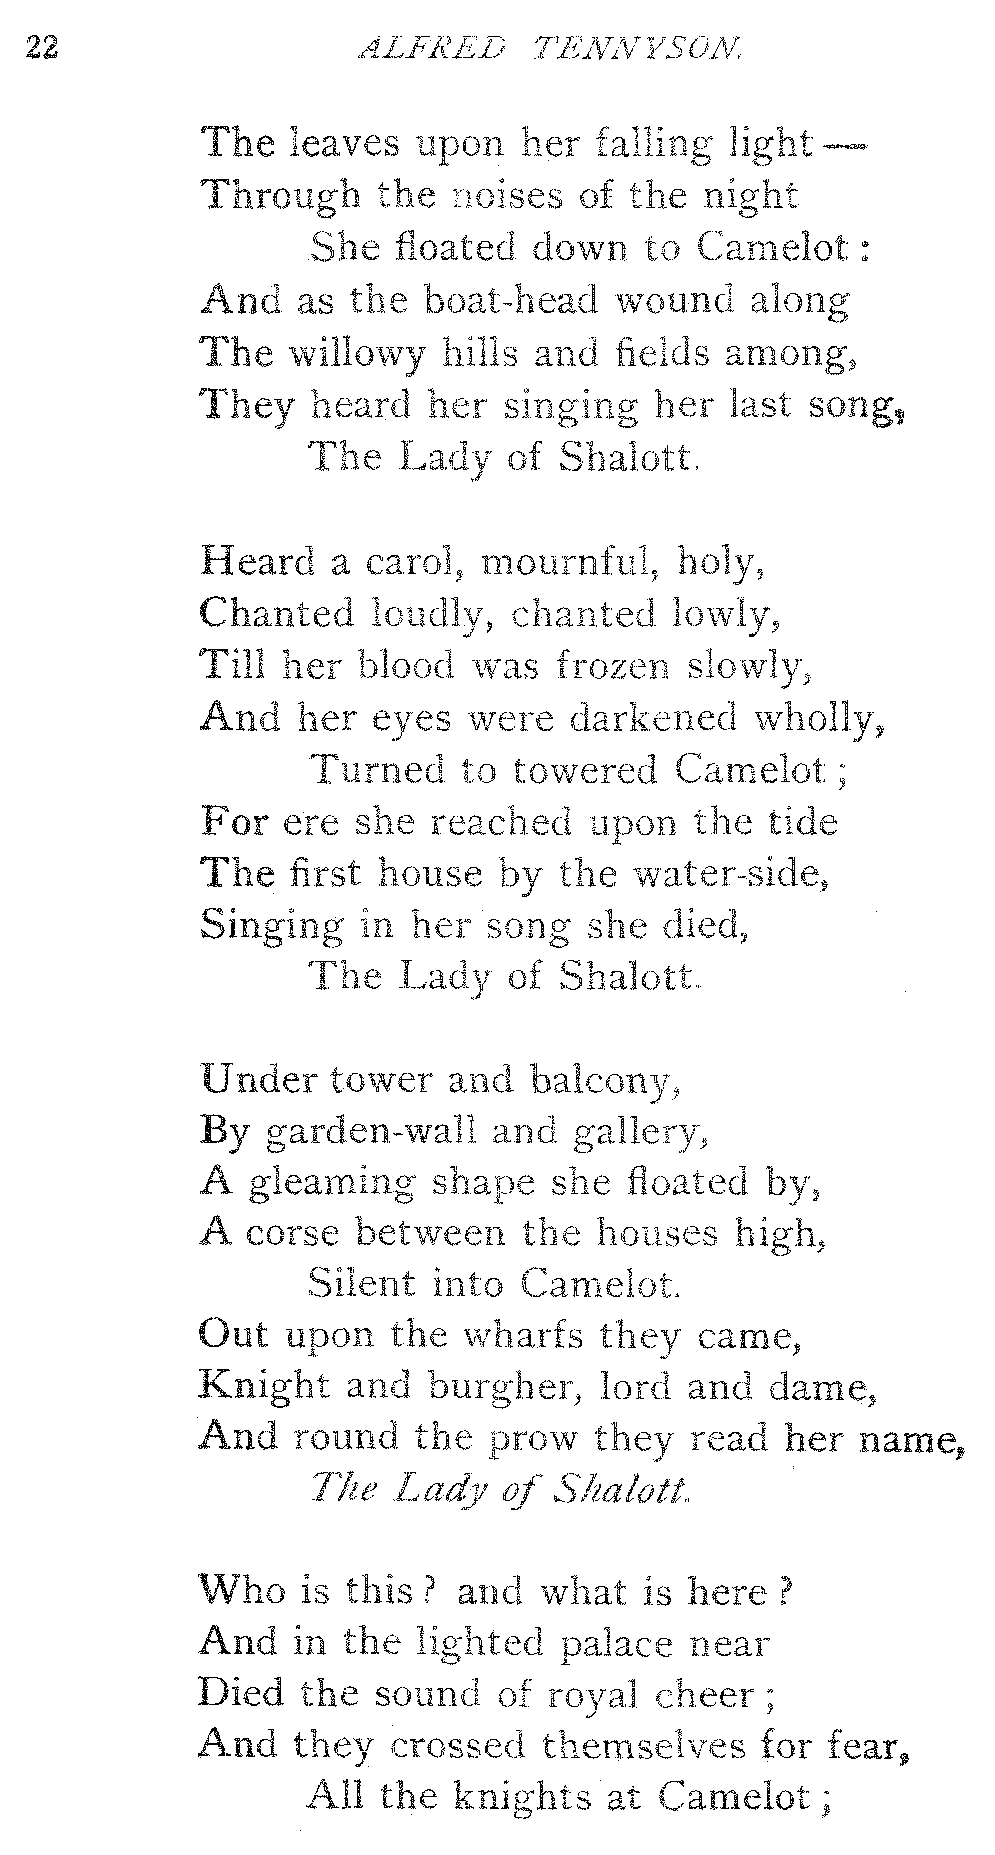 22 ALFRED TENNYSON.
The leaves upon her falling light—
Through the noises of the night
She floated down to Camelot :
And as the boat-head wound along
The willowy hills and fields among,
They heard her singing her last song,
The Lady of Shalott.
Heard a carol, mournful, holy,
Chanted loudly, chanted lowly,
Till her blood was frozen slowly,
And her eyes were darkened wholly,
Turned to towered Camelot ;
For ere she reached upon the tide
The first house by the water-side,
Singing in her song she died,
The Lady of Shalott.
Under tower and balcony,
By garden-wall and gallery,
A gleaming shape she floated by,
A corse between the houses high,
Silent into Camelot.
Out upon the wharfs they came,
Knight and burgher, lord and dame,
And round the prow they read her name,
The Lady of Shalott.
Who is this ? and what is here ?
And in the lighted palace near
Died the sound of royal cheer ;
And they crossed themselves for fear,
All the knights at Camelot ;